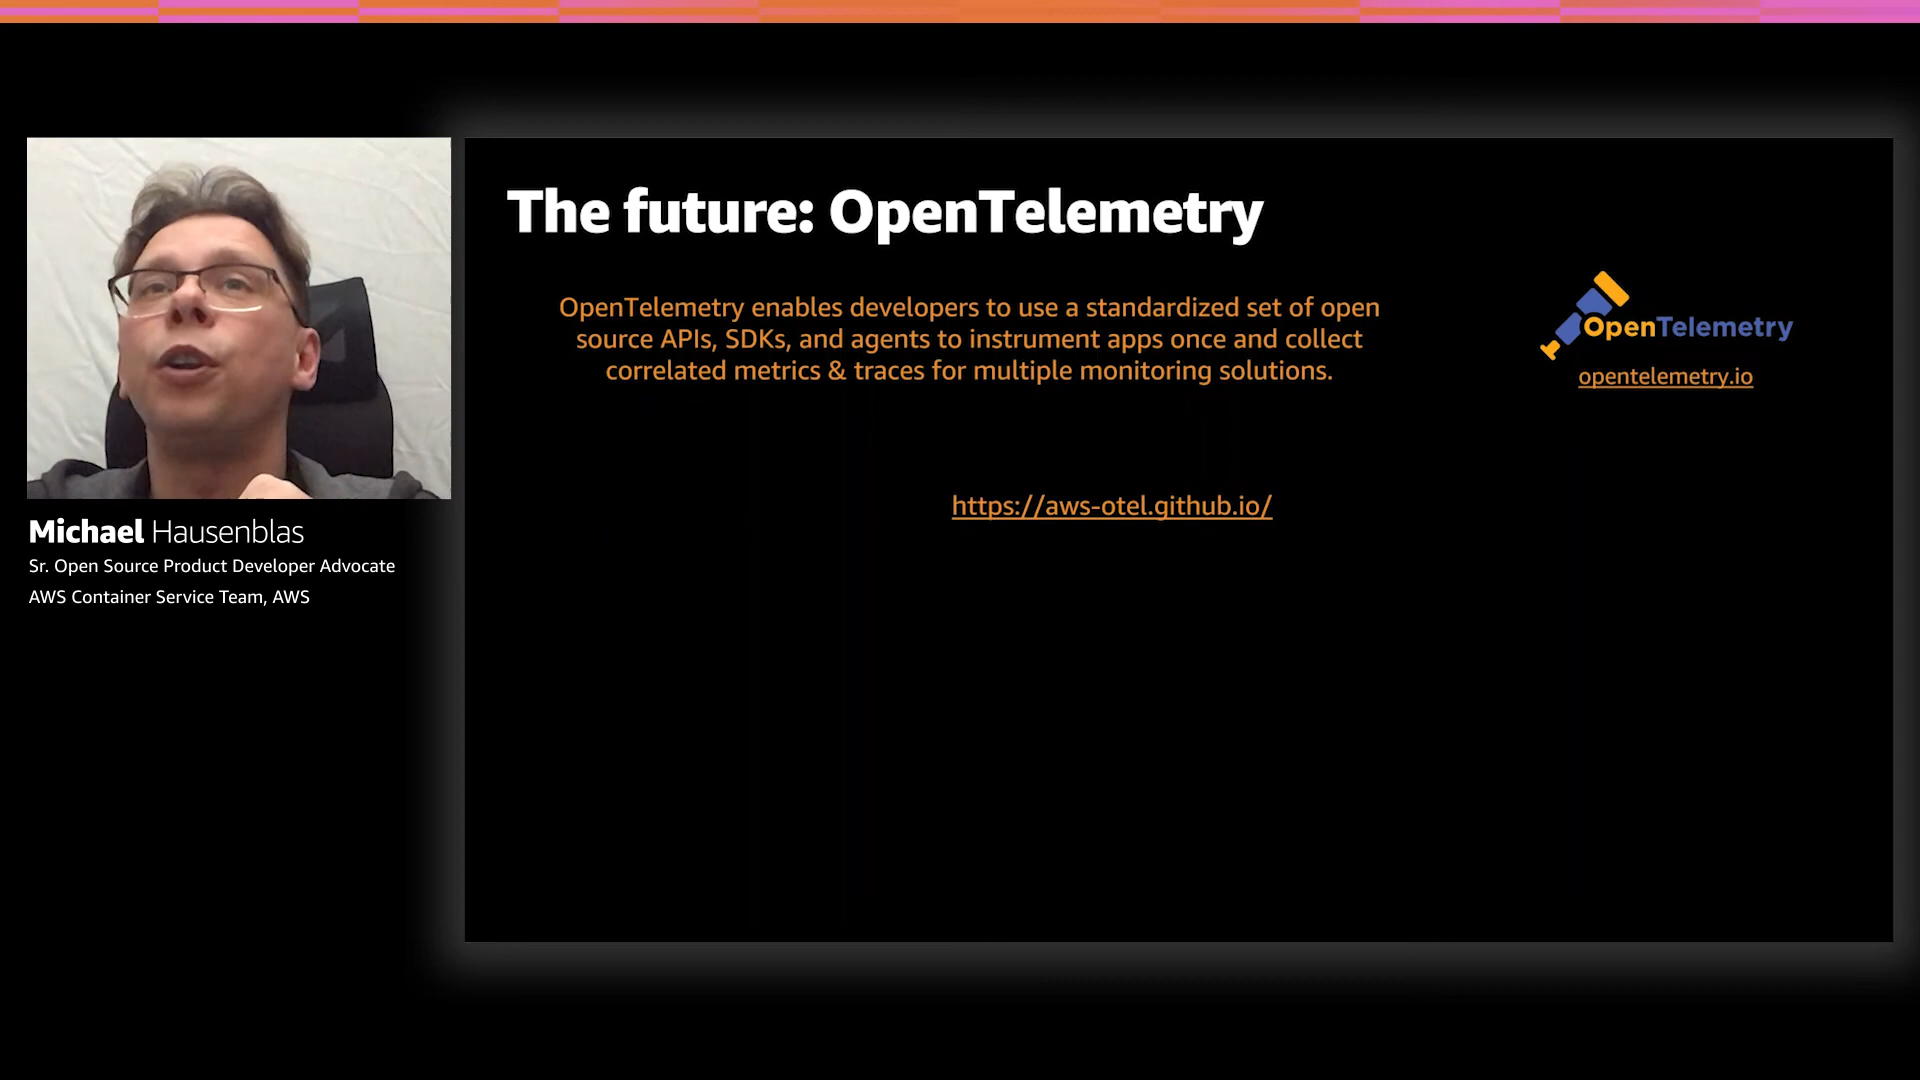 The future: OpenTelemetry
OpenTelemetry enables developers to use a standardized set of open
source APIs, SDKs, and agents to instrument apps once and collect
correlated metrics & traces for multiple monitoring solutions.
OpenTelemetry
opentelemetry.io
https://aws-otel.github.io/
Michael Hausenblas
Sr. Open Source Product Developer Advocate
AWS Container Service Team, AWS